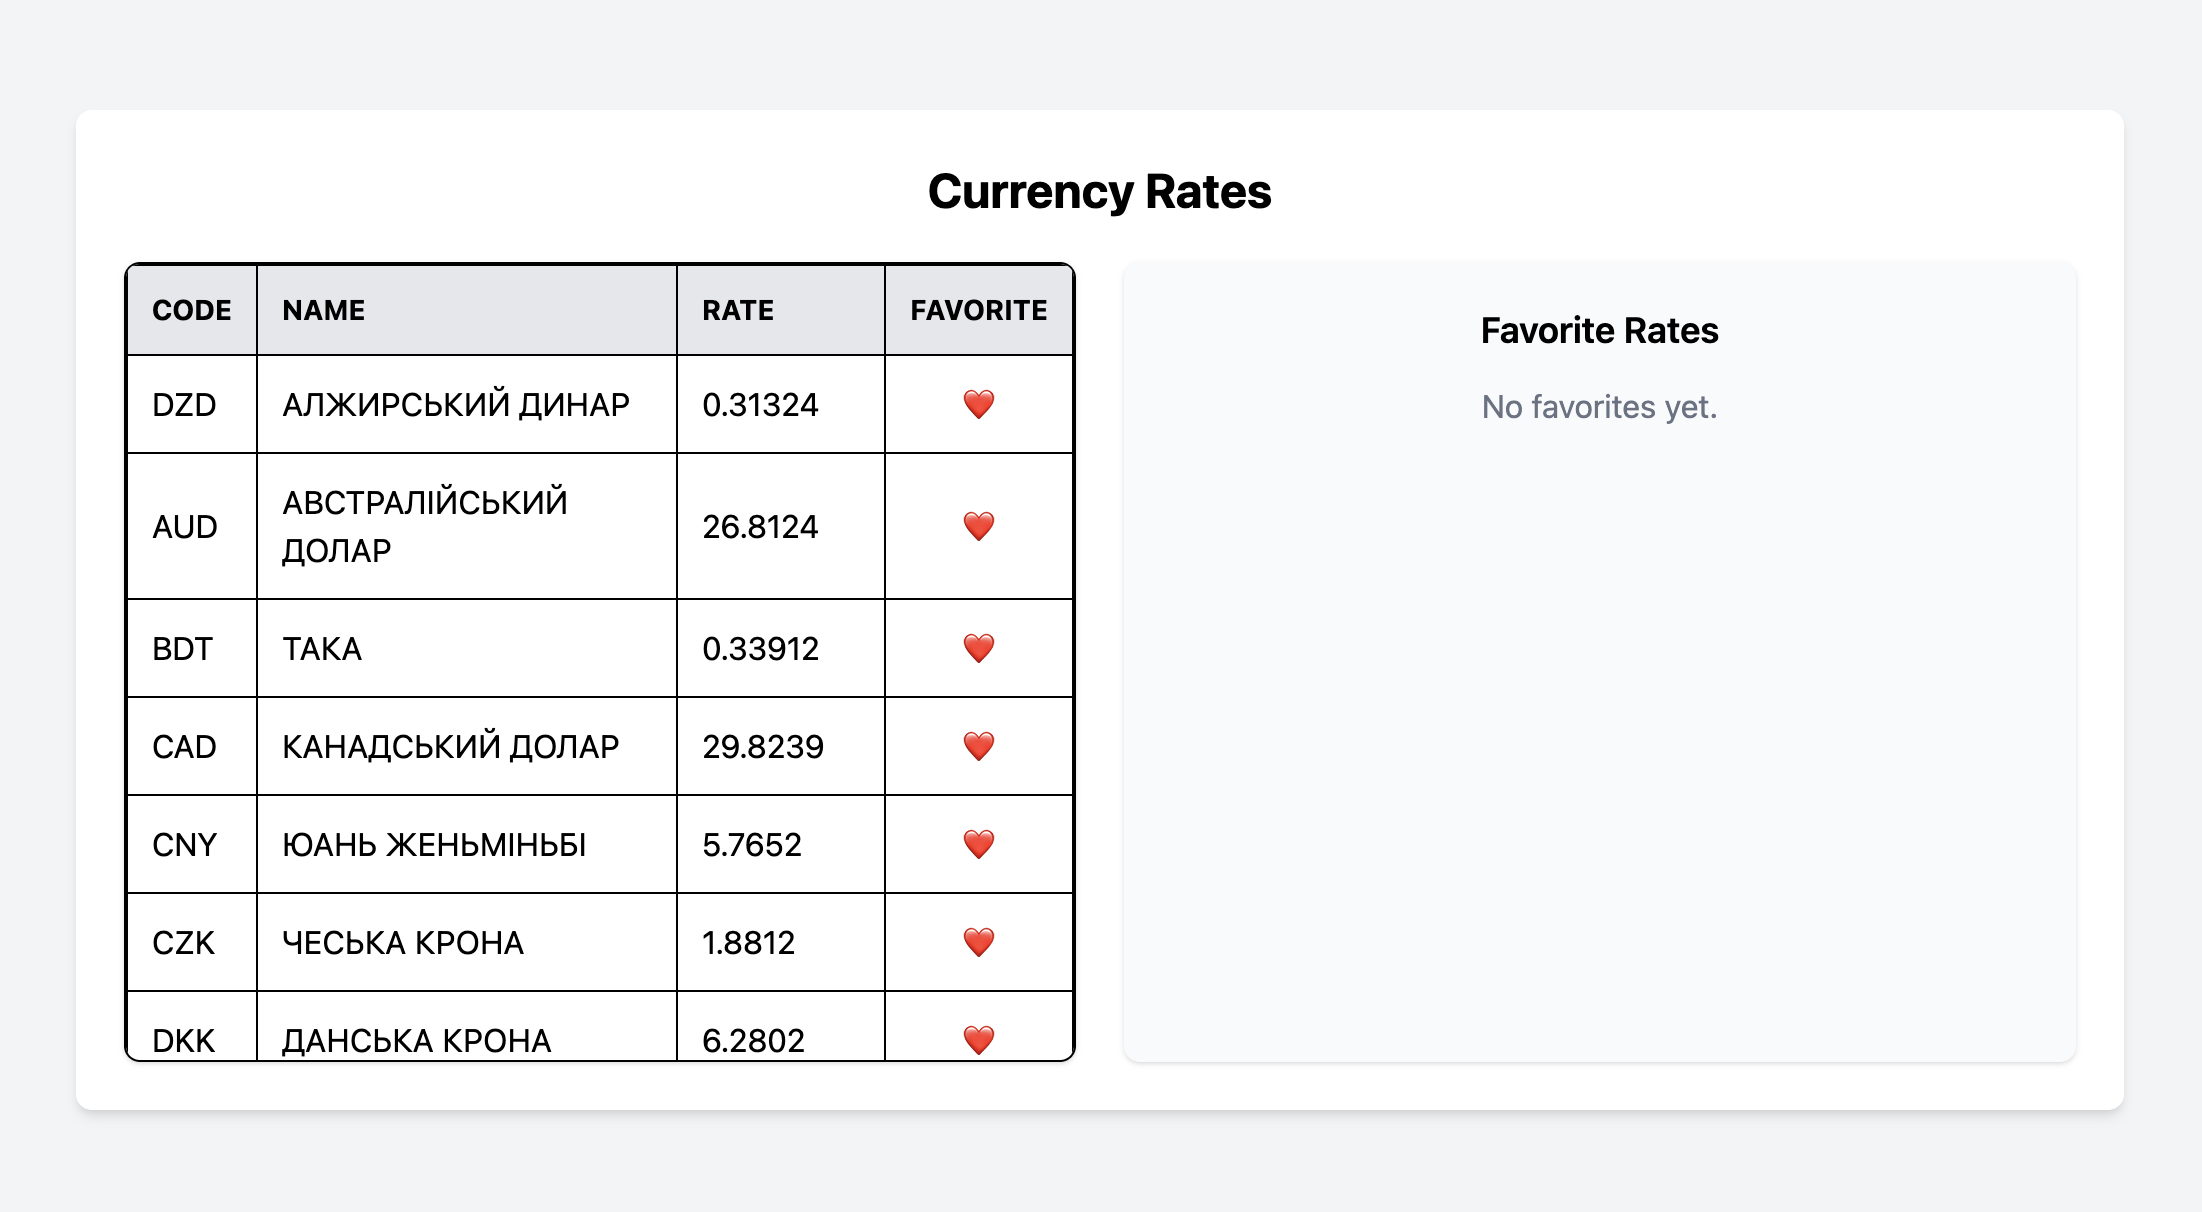 Currency Rates
CODE NAME RATE FAVORITE
DZD АЛЖИРСЬКИЙ ДИНАР 0.31324
AUD АВСТРАЛІЙСЬКИЙ ДОЛАР 26.8124
BDT ТАКА 0.33912
CAD КАНАДСЬКИЙ ДОЛАР 29.8239
CNY ЮАНЬ ЖЕНЬМІНЬБІ 5.7652
CZK ЧЕСЬКА КРОНА 1.8812
DKK ДАНСЬКА КРОНА 6.2802
Favorite Rates
No favorites yet.